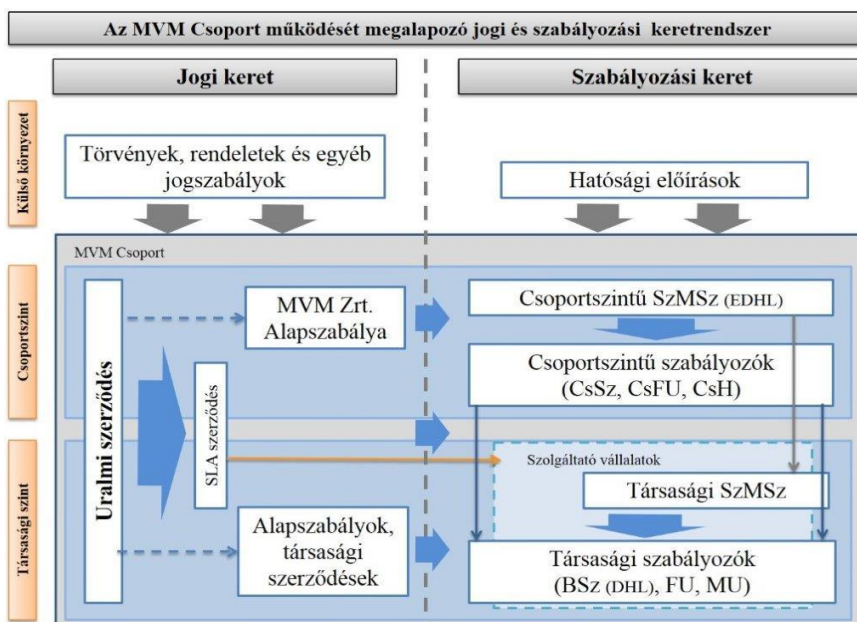 Az MVM Csoport működését megalapozó jogi és szabályozási keretrendszer
Jogi keret
Szabályozási keret
Külső környezet
Törvények, rendeletek és egyéb
jogszabályok
Hatósági előírások
MVM Csoport
Csoportszint
Uralmi szerződés
MVM Zrt.
Alapszabálya
Csoportszintű SzMSz (EDHL)
Csoportszintű szabályozók
(CsSz, CsFU, CsH)
SLA szerződés
Társasági szint
Szolgáltató vállalatok
Társasági SzMSz
Alapszabályok,
társasági
szerződések
Társasági szabályozók
(BSz (DHL), FU, MU)